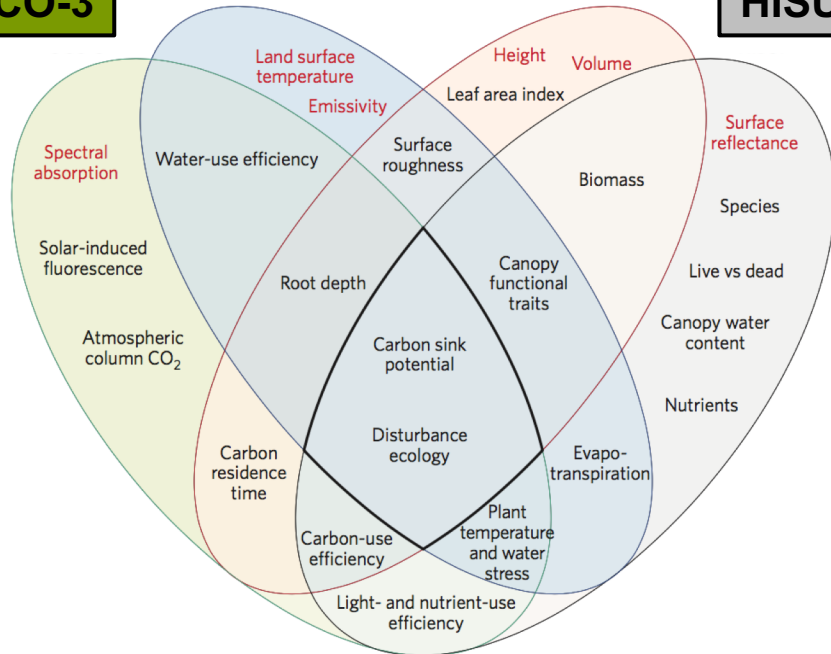 CO-3
HISU
Land surface
temperature
Emissivity
Height
Volume
Leaf area index
Spectral
absorption
Water-use efficiency
Surface
roughness
Biomass
Surface
reflectance
Species
Solar-induced
fluorescence
Root depth
Canopy
functional
traits
Live vs dead
Atmospheric
column CO₂
Carbon sink
potential
Canopy water
content
Nutrients
Disturbance
ecology
Carbon
residence
time
Evapo-
transpiration
Carbon-use
efficiency
Plant
temperature
and water
stress
Light- and nutrient-use
efficiency